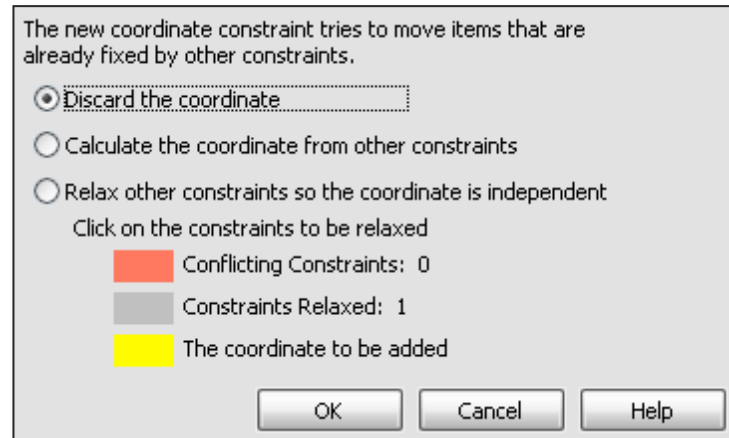 The new coordinate constraint tries to move items that are
already fixed by other constraints.
Discard the coordinate
Calculate the coordinate from other constraints
Relax other constraints so the coordinate is independent
Click on the constraints to be relaxed
Conflicting Constraints: 0
Constraints Relaxed: 1
The coordinate to be added
OK Cancel Help